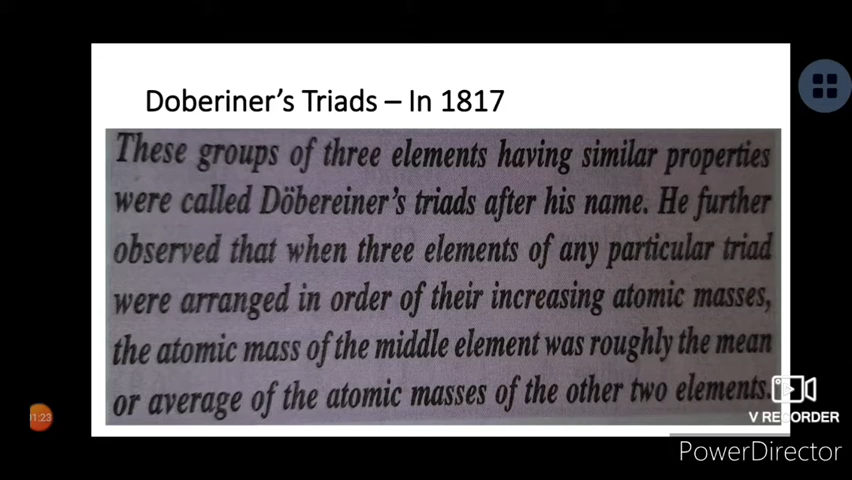 Doberiner's Triads – In 1817
These groups of three elements having similar properties
were called Döbereiner's triads after his name. He further
observed that when three elements of any particular triad
were arranged in order of their increasing atomic masses,
the atomic mass of the middle element was roughly the mean
or average of the atomic masses of the other two elements.
01:23
V RECORDER
PowerDirector